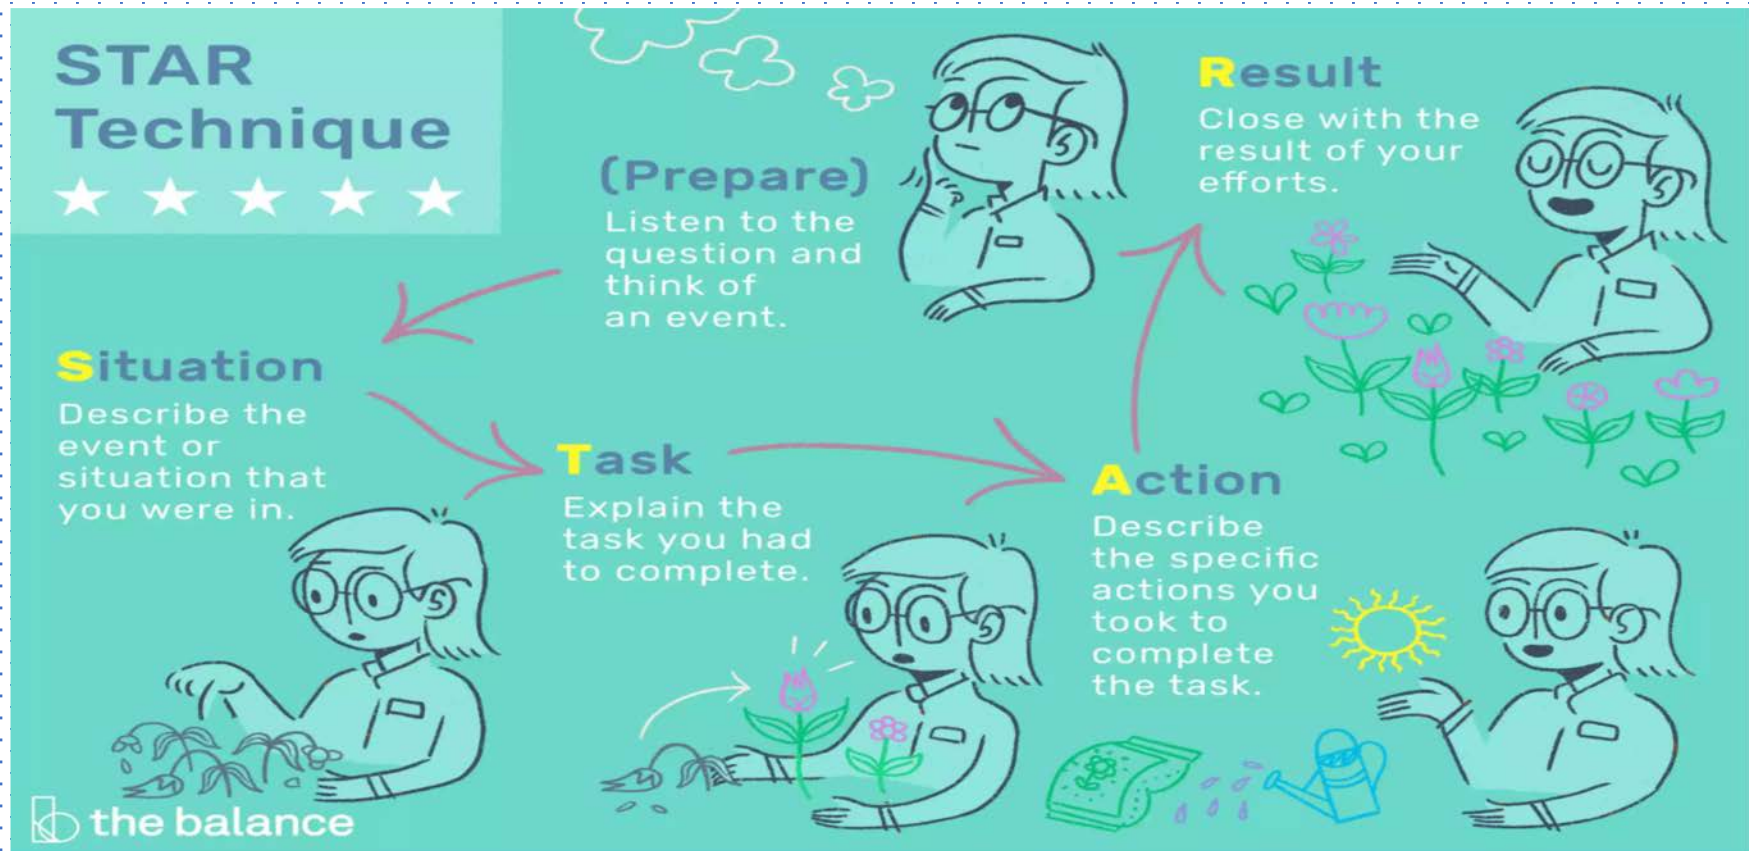 STAR
Technique
(Prepare)
Listen to the
question and
think of
an event.
Situation
Describe the
event or
situation that
you were in.
Task
Explain the
task you had
to complete.
Action
Describe
the specific
actions you
took to
complete
the task.
Result
Close with the
result of your
efforts.
the balance